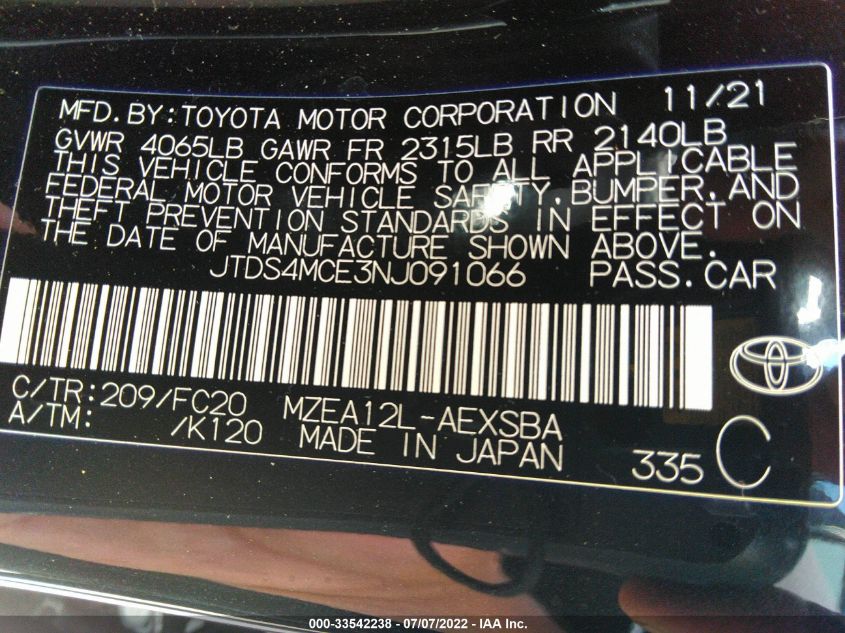 MFD.BY:TOYOTA MOTOR CORPORATION 11/21
GVWR 4065LB GAWR FR 2315LB RR 2140LB
THIS VEHICLE CONFORMS TO ALL APPLICABLE
FEDERAL MOTOR VEHICLE SAFETY,BUMPER,AND
THEFT PREVENTION STANDARDS IN EFFECT ON
THE DATE OF MANUFACTURE SHOWN ABOVE.
JTDS4MCE3NJ091066 PASS.CAR
C/TR:209/FC20 MZEA12L-AEXSBA
A/TM: /K120 MADE IN JAPAN 335 C
000-33542238 - 07/07/2022 - IAA Inc.